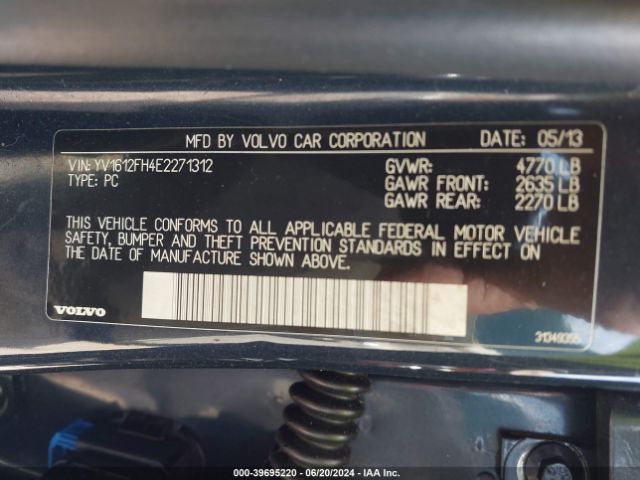 MFD BY VOLVO CAR CORPORATION DATE: 05/13
VIN: YV1612FH4E2271312 GVWR: 4770 LB
TYPE: PC GAWR FRONT: 2635 LB
GAWR REAR: 2270 LB
THIS VEHICLE CONFORMS TO ALL APPLICABLE FEDERAL MOTOR VEHICLE
SAFETY, BUMPER AND THEFT PREVENTION STANDARDS IN EFFECT ON
THE DATE OF MANUFACTURE SHOWN ABOVE.
VOLVO
000-39695220 - 06/20/2024 - IAA Inc.